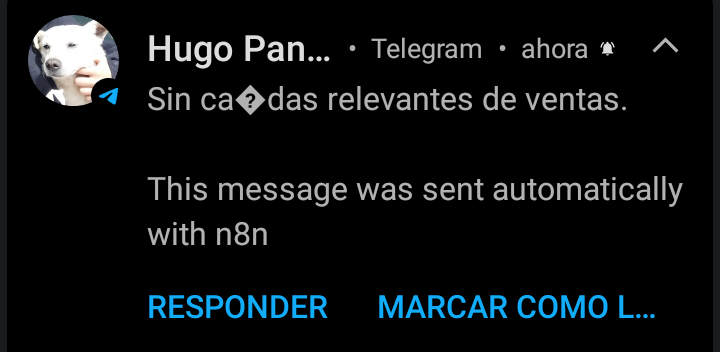 Hugo Pan... • Telegram • ahora
Sin ca�das relevantes de ventas.
This message was sent automatically
with n8n
RESPONDER MARCAR COMO L...